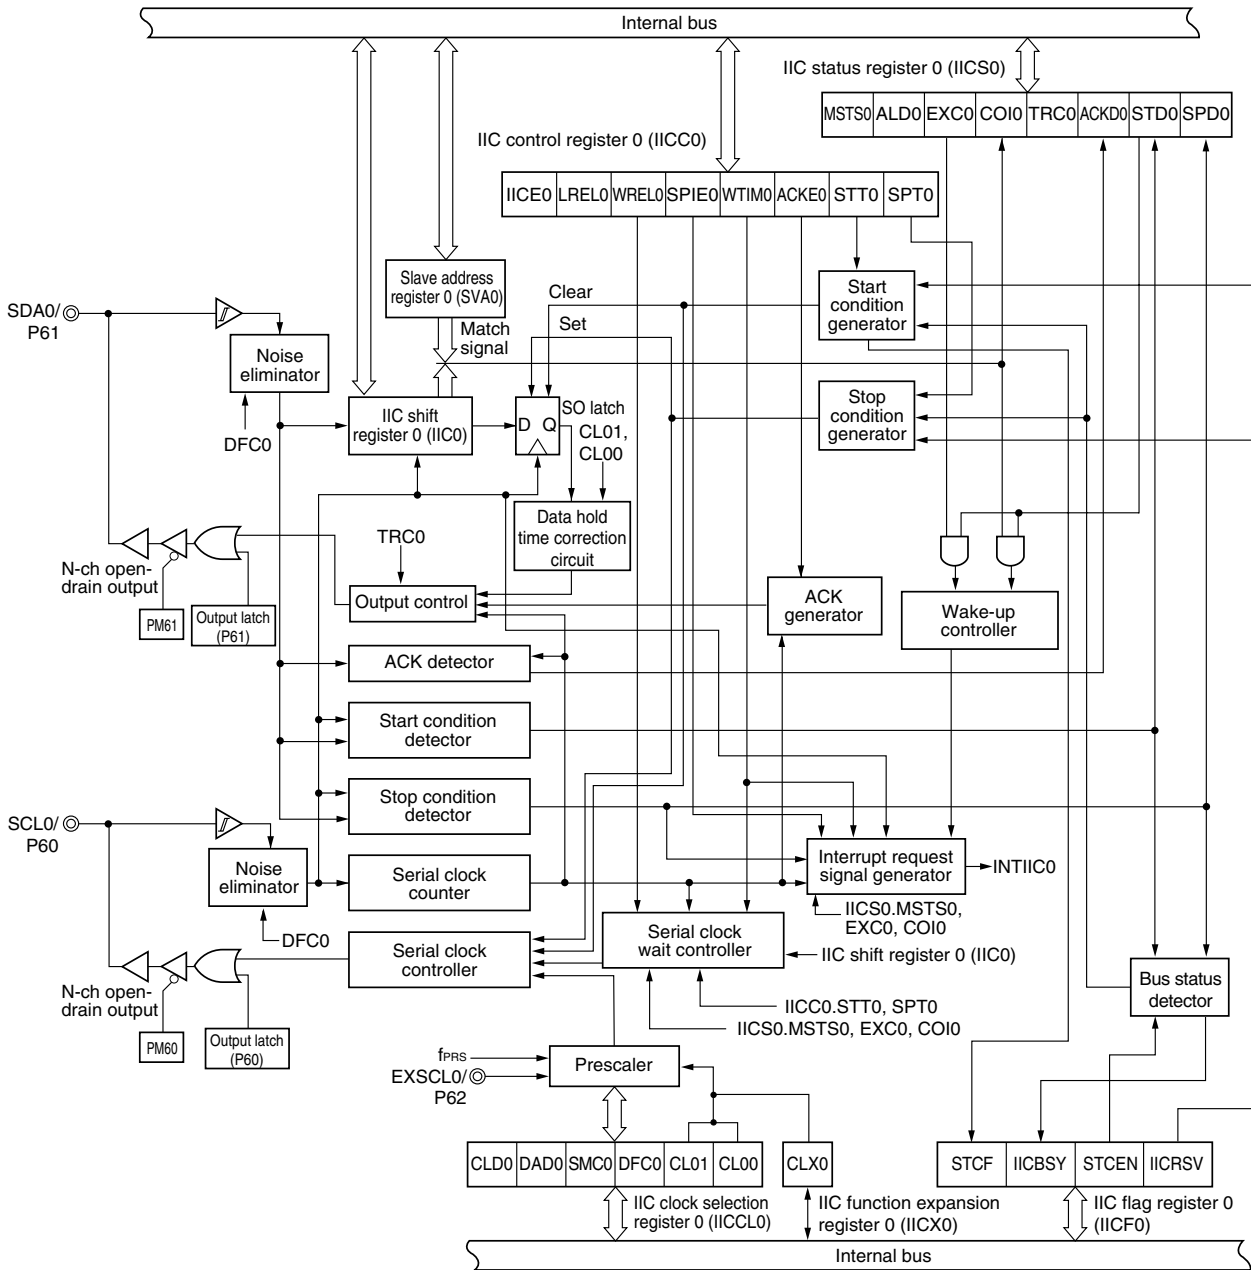 Internal bus
IIC status register 0 (IICS0)
MSTS0 ALD0 EXC0 COI0 TRC0 ACKD0 STD0 SPD0
IIC control register 0 (IICC0)
IICE0 LREL0 WREL0 SPIE0 WTIM0 ACKE0 STT0 SPT0
Slave address
register 0 (SVA0)
Clear
Set
Match
signal
Start
condition
generator
SDA0/
P61
Noise
eliminator
DFC0
IIC shift
register 0 (IIC0)
D Q
SO latch
CL01,
CL00
Stop
condition
generator
Data hold
time correction
circuit
TRC0
N-ch open-
drain output
PM61
Output latch
(P61)
Output control
ACK
generator
Wake-up
controller
ACK detector
Start condition
detector
Stop condition
detector
SCL0/
P60
Noise
eliminator
DFC0
Serial clock
counter
Interrupt request
signal generator
INTIIC0
IICS0.MSTS0,
EXC0, COI0
Serial clock
controller
Serial clock
wait controller
IIC shift register 0 (IIC0)
N-ch open-
drain output
PM60
Output latch
(P60)
IICC0.STT0, SPT0
IICS0.MSTS0, EXC0, COI0
Bus status
detector
fPRS
EXSCL0/
P62
Prescaler
CLD0 DAD0 SMC0 DFC0 CL01 CL00
CLX0
STCF IICBSY STCEN IICRSV
IIC clock selection
register 0 (IICCL0)
IIC function expansion
register 0 (IICX0)
IIC flag register 0
(IICF0)
Internal bus